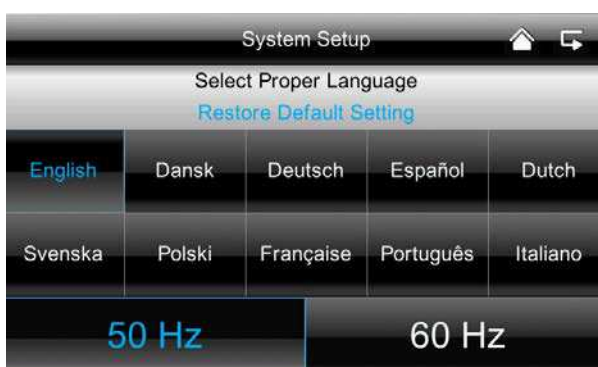 System Setup
Select Proper Language
Restore Default Setting
English Dansk Deutsch Español Dutch
Svenska Polski Française Português Italiano
50 Hz 60 Hz